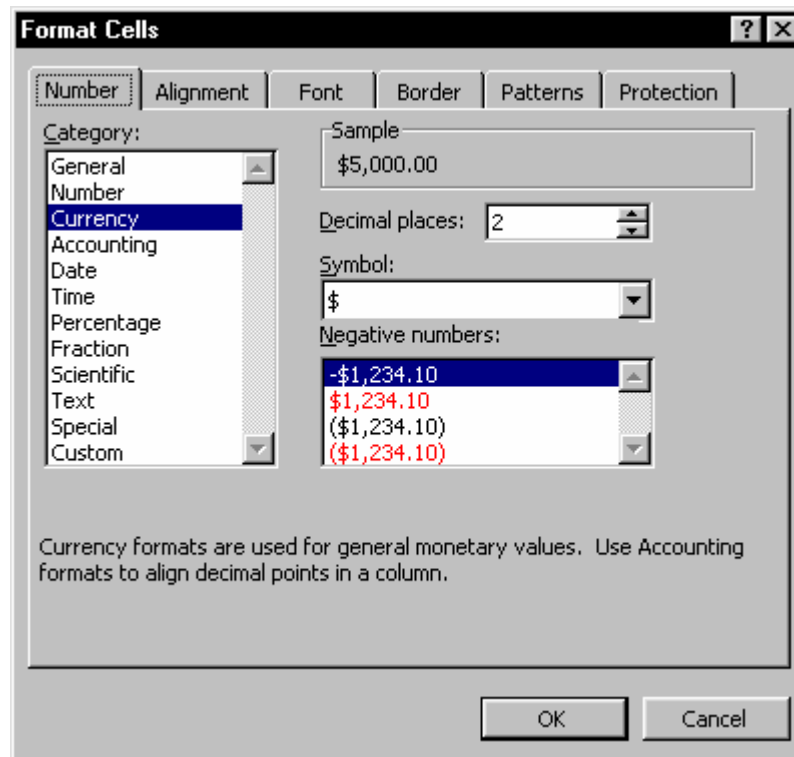 Format Cells
Number Alignment Font Border Patterns Protection
Category:
General
Number
Currency
Accounting
Date
Time
Percentage
Fraction
Scientific
Text
Special
Custom
Sample
$5,000.00
Decimal places: 2
Symbol:
$
Negative numbers:
-$1,234.10
$1,234.10
($1,234.10)
($1,234.10)
Currency formats are used for general monetary values. Use Accounting
formats to align decimal points in a column.
OK Cancel